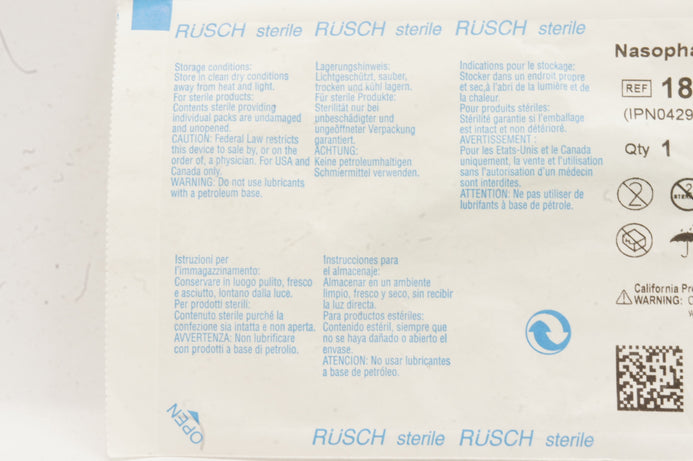 RÜSCH sterile RÜSCH sterile RÜSCH sterile
Storage conditions:
Store in clean dry conditions
away from heat and light.
For sterile products:
Contents sterile providing
individual packs are undamaged
and unopened.
CAUTION: Federal Law restricts
this device to sale by, or on the
order of, a physician. For USA and
Canada only.
WARNING: Do not use lubricants
with a petroleum base.
Lagerungshinweis:
Lichtgeschützt, sauber,
trocken und kühl lagern.
Für sterile Produkte:
Sterilität nur bei
unbeschädigter und
ungeöffneter Verpackung
garantiert.
ACHTUNG:
Keine petroleumhaltigen
Schmiermittel verwenden.
Indications pour le stockage:
Stocker dans un endroit propre
et sec,à l'abri de la lumière et de
la chaleur.
Pour produits stériles:
Stérilité garantie si l'emballage
est intact et non détérioré.
AVERTISSEMENT :
Pour les Etats-Unis et le Canada
uniquement, la vente et l'utilisation
sans l'autorisation d'un médecin
sont interdites.
ATTENTION: Ne pas utiliser de
lubrifants à base de pétrole.
Istruzioni per
l'immagazzinamento:
Conservare in luogo pulito, fresco
e asciutto, lontano dalla luce.
Per prodotti sterili:
Contenuto sterile purché la
confezione sia intatta e non aperta.
AVVERTENZA: Non lubrificare
con prodotti a base di petrolio.
Instrucciones para
el almacenaje:
Almacenar en un ambiente
limpio, fresco y seco, sin recibir
la luz directa.
Para productos estériles:
Contenido estéril, siempre que
no se haya dañado o abierto el
envase.
ATENCION: No usar lubricantes
a base de petróleo.
Nasopha
REF 18
(IPN0429
Qty 1
2
California Pro
WARNING: C
OPEN
RÜSCH sterile RÜSCH sterile